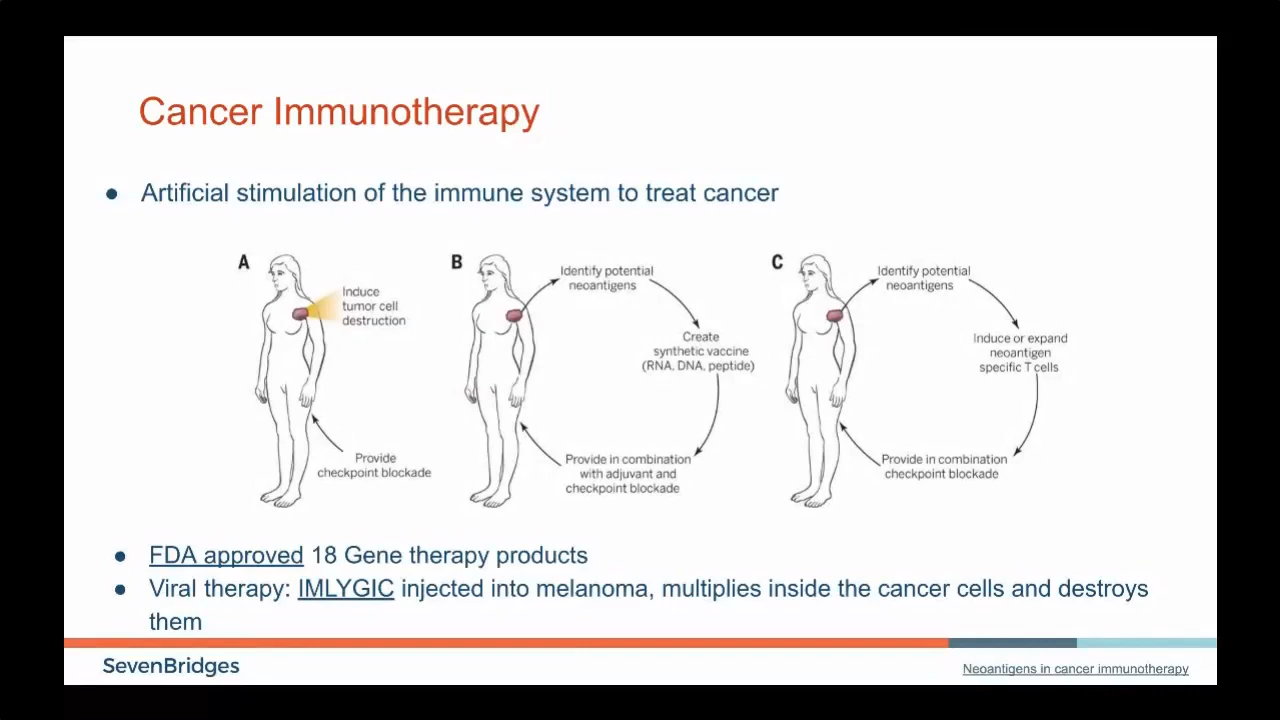 Cancer Immunotherapy
● Artificial stimulation of the immune system to treat cancer
A
Induce
tumor cell
destruction
Provide
checkpoint blockade
B
Identify potential
neoantigens
Create
synthetic vaccine
(RNA, DNA, peptide)
Provide in combination
with adjuvant and
checkpoint blockade
C
Identify potential
neoantigens
Induce or expand
neoantigen
specific T cells
Provide in combination
checkpoint blockade
● FDA approved 18 Gene therapy products
● Viral therapy: IMLYGIC injected into melanoma, multiplies inside the cancer cells and destroys
them
SevenBridges
Neoantigens in cancer immunotherapy